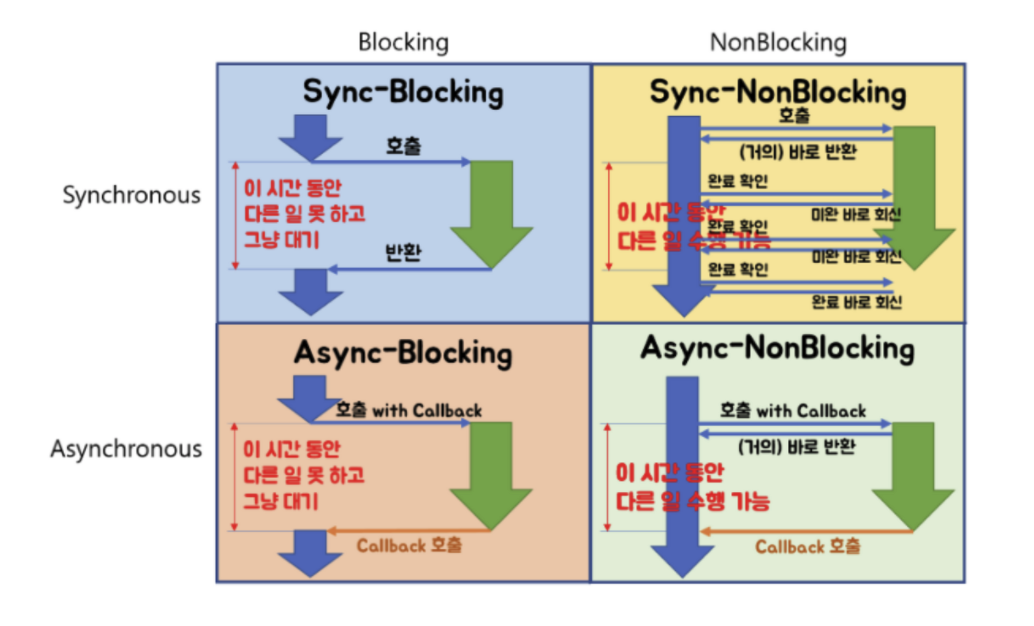 Blocking
NonBlocking
Synchronous
Sync-Blocking
호출
이 시간 동안
다른 일 못 하고
그냥 대기
반환
Sync-NonBlocking
호출
(거의) 바로 반환
완료 확인
미완 바로 회신
이 시간 동안
다른 일 수행 가능
완료 확인
미완 바로 회신
완료 확인
완료 바로 회신
Asynchronous
Async-Blocking
호출 with Callback
이 시간 동안
다른 일 못 하고
그냥 대기
Callback 호출
Async-NonBlocking
호출 with Callback
(거의) 바로 반환
이 시간 동안
다른 일 수행 가능
Callback 호출